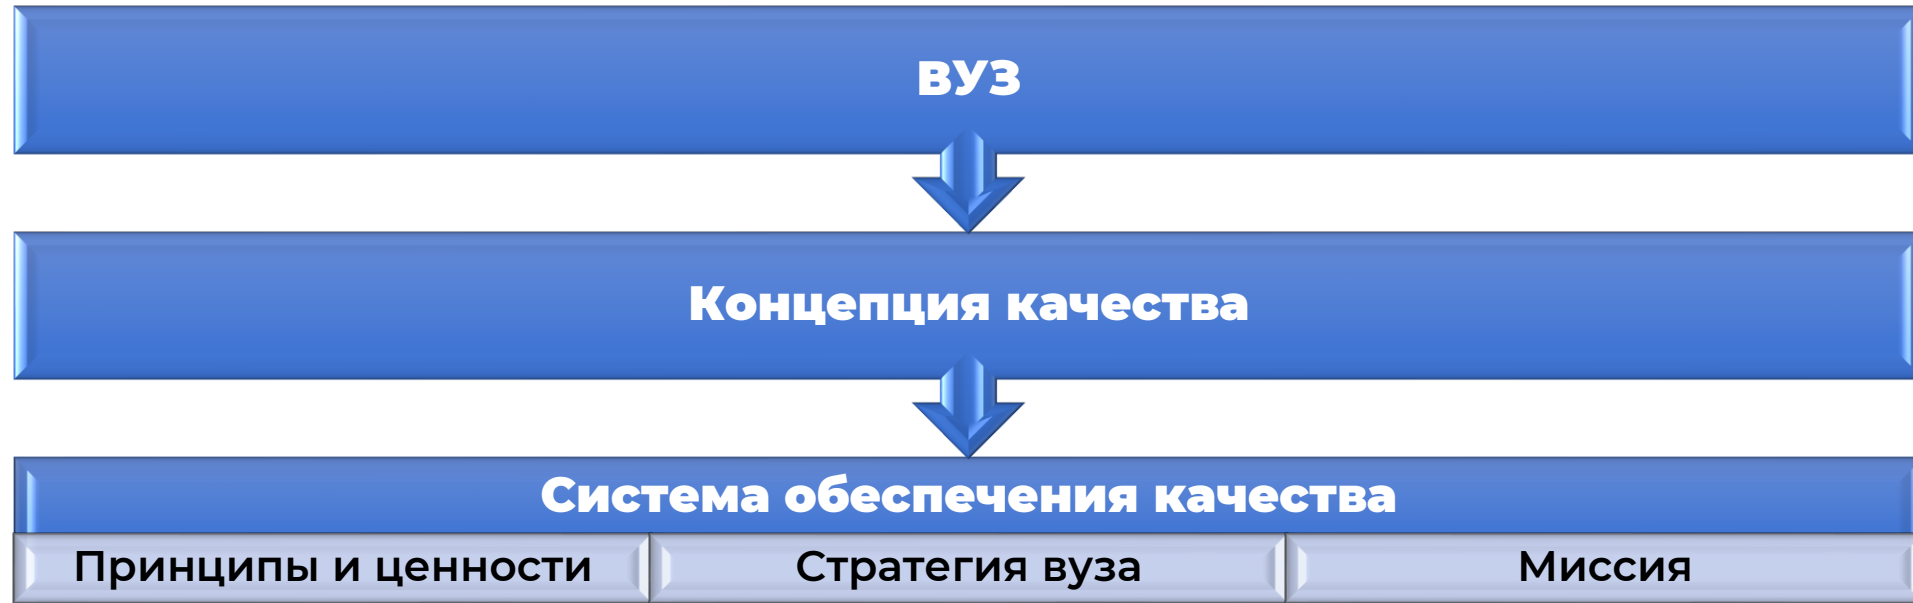 ВУЗ
Концепция качества
Система обеспечения качества
Принципы и ценности
Стратегия вуза
Миссия